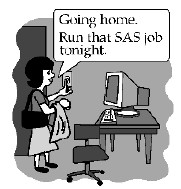 Going home.
Run that SAS job
tonight.